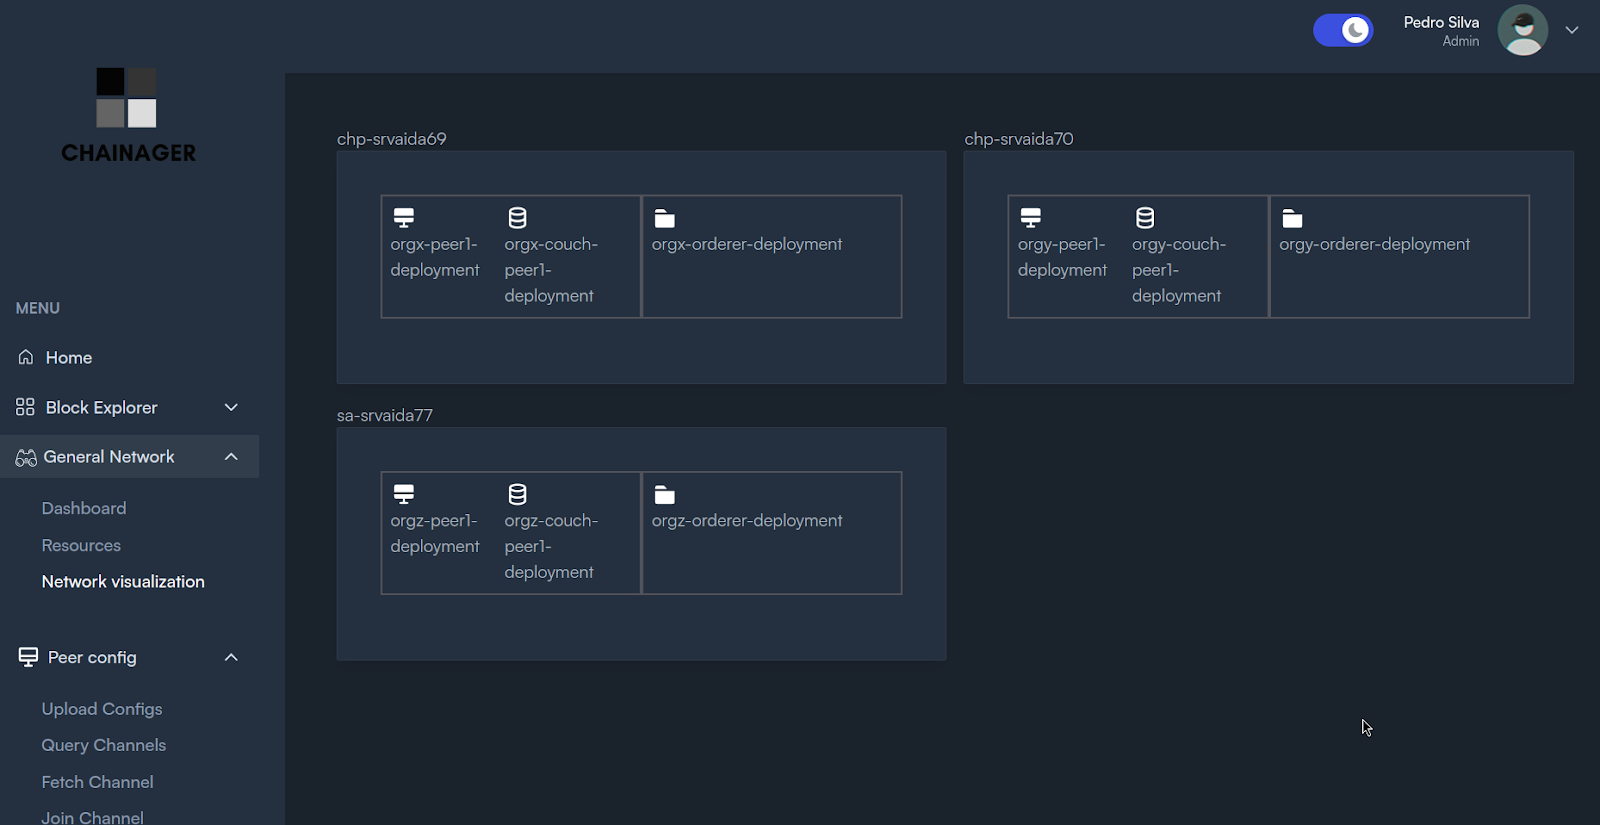 Pedro Silva
Admin
CHAINAGER
MENU
Home
Block Explorer
General Network
Dashboard
Resources
Network visualization
Peer config
Upload Configs
Query Channels
Fetch Channel
Join Channel
chp-srvaida69
orgx-peer1-
deployment
orgx-couch-
peer1-
deployment
orgx-orderer-deployment
chp-srvaida70
orgy-peer1-
deployment
orgy-couch-
peer1-
deployment
orgy-orderer-deployment
sa-srvaida77
orgz-peer1-
deployment
orgz-couch-
peer1-
deployment
orgz-orderer-deployment